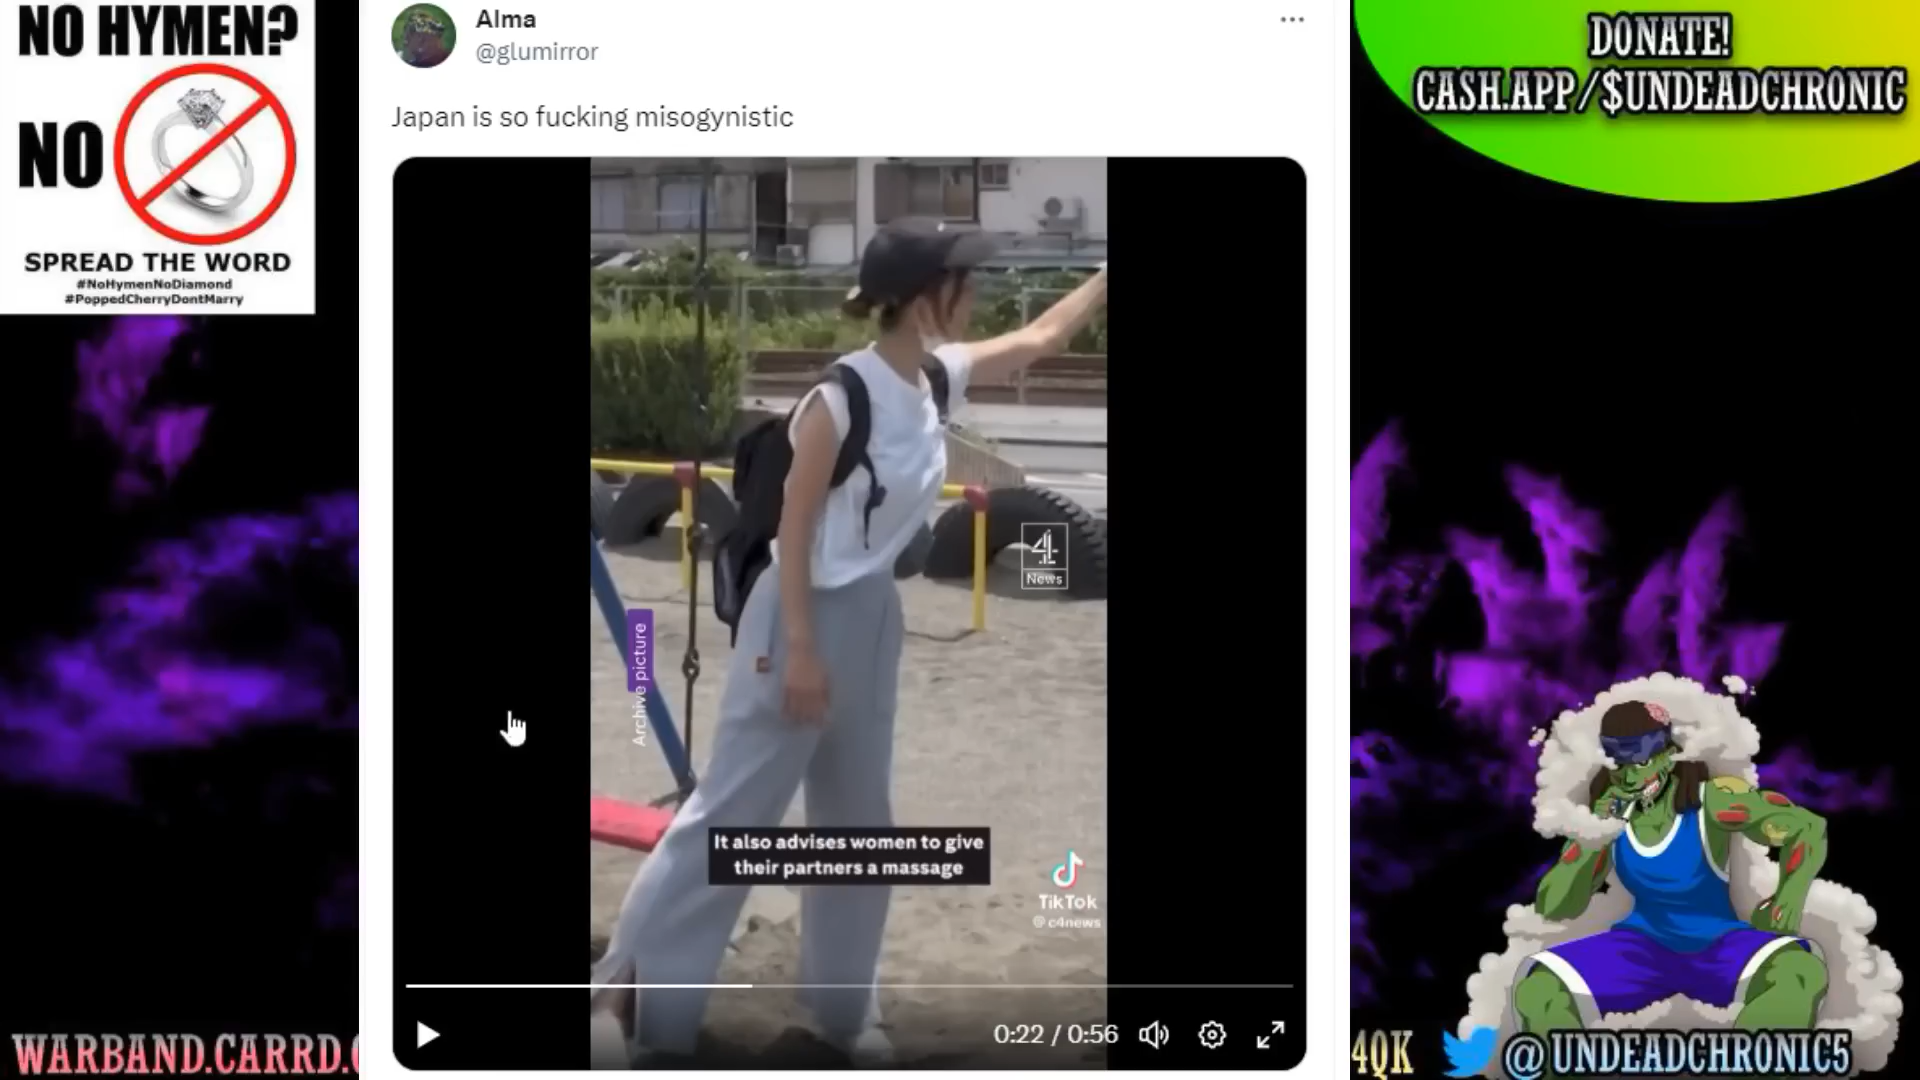 NO HYMEN?
NO
SPREAD THE WORD
#NoHymenNoDiamond
#PoppedCherryDontMarry
Alma
@glumirror
Japan is so fucking misogynistic
4
News
Archive picture
It also advises women to give
their partners a massage
TikTok
@c4news
0:22 / 0:56
DONATE!
CASH.APP/$UNDEADCHRONIC
WARBAND.CARRD.
4QK
@UNDEADCHRONIC5